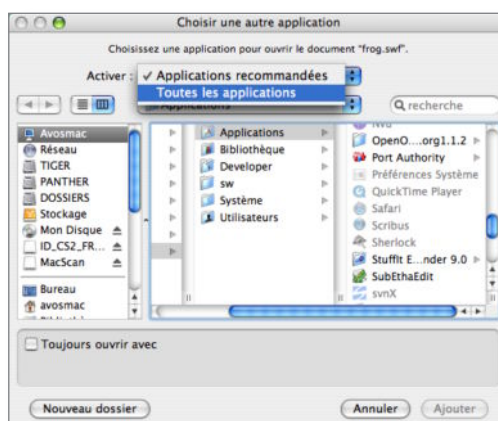 Choisir une autre application
Choisissez une application pour ouvrir le document "frog.swf".
Activer :
✓ Applications recommandées
Toutes les applications
recherche
Avosmac
Réseau
TIGER
PANTHER
DOSSIERS
Stockage
Mon Disque
ID_CS2_FR...
MacScan
Bureau
avosmac
Applications
Bibliothèque
Developer
sw
Système
Utilisateurs
OpenO....org1.1.2
Port Authority
Préférences Système
QuickTime Player
Safari
Scribus
Sherlock
StuffIt E...nder 9.0
SubEthaEdit
svnX
Toujours ouvrir avec
Nouveau dossier
Annuler
Ajouter